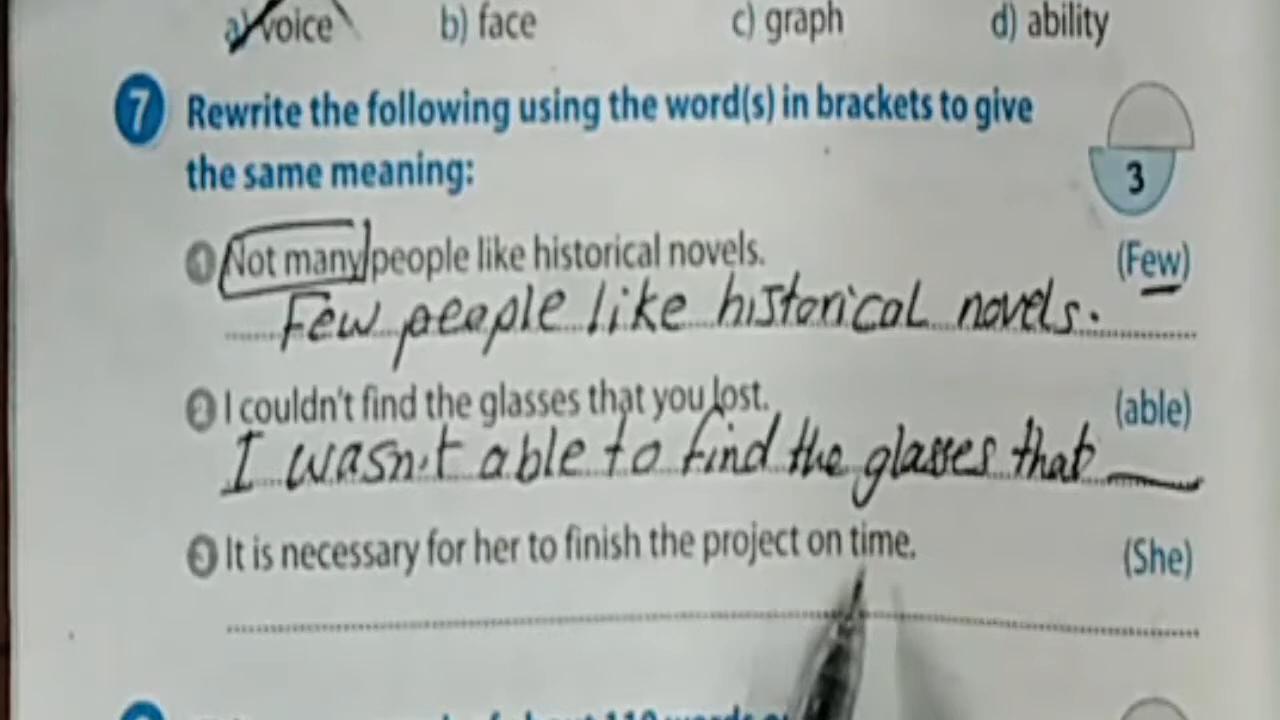 a) voice b) face c) graph d) ability
7 Rewrite the following using the word(s) in brackets to give
the same meaning:
3
1 Not many people like historical novels. (Few)
Few people like historical novels.
2 I couldn't find the glasses that you lost. (able)
I wasn't able to find the glasses that
3 It is necessary for her to finish the project on time. (She)